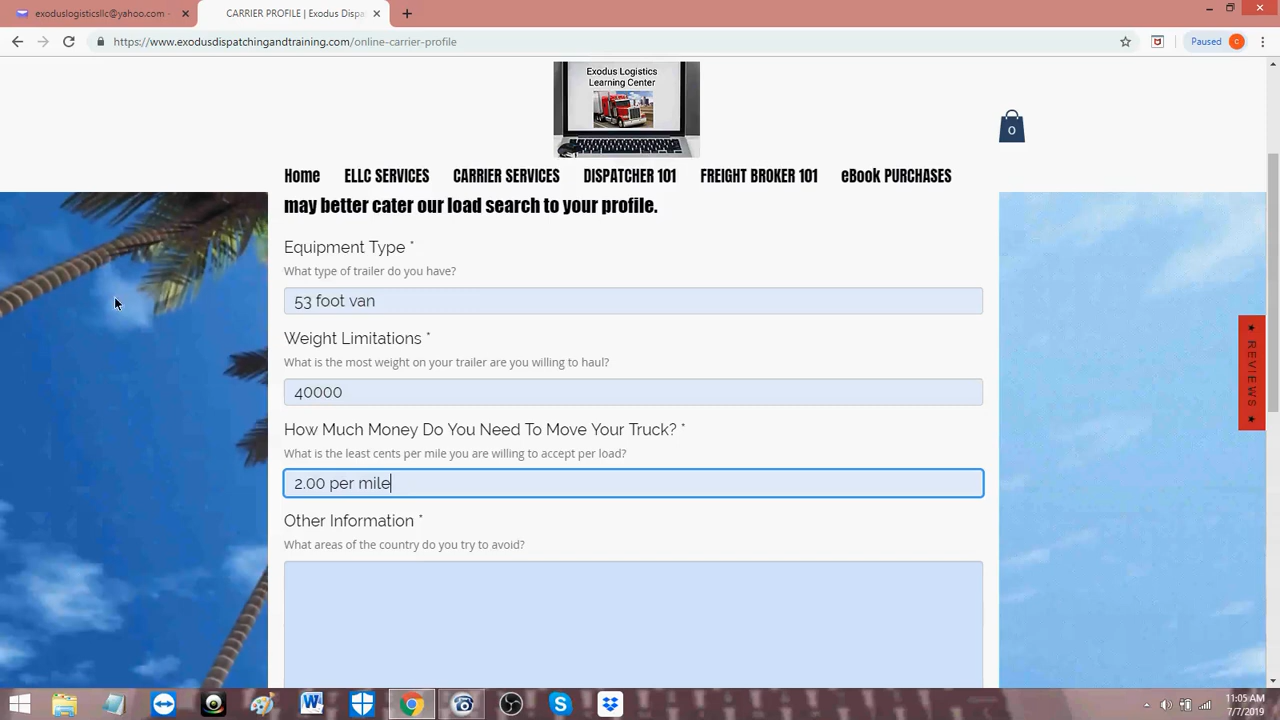 exoduslogisticsllc@yahoo.com -
CARRIER PROFILE | Exodus Dispa
https://www.exodusdispatchingandtraining.com/online-carrier-profile
Paused
c
Exodus Logistics
Learning Center
0
Home ELLC SERVICES CARRIER SERVICES DISPATCHER 101 FREIGHT BROKER 101 eBook PURCHASES
may better cater our load search to your profile.
Equipment Type *
What type of trailer do you have?
53 foot van
Weight Limitations *
What is the most weight on your trailer are you willing to haul?
40000
How Much Money Do You Need To Move Your Truck? *
What is the least cents per mile you are willing to accept per load?
2.00 per mile
Other Information *
What areas of the country do you try to avoid?
★ REVIEWS ★
11:05 AM
7/7/2019